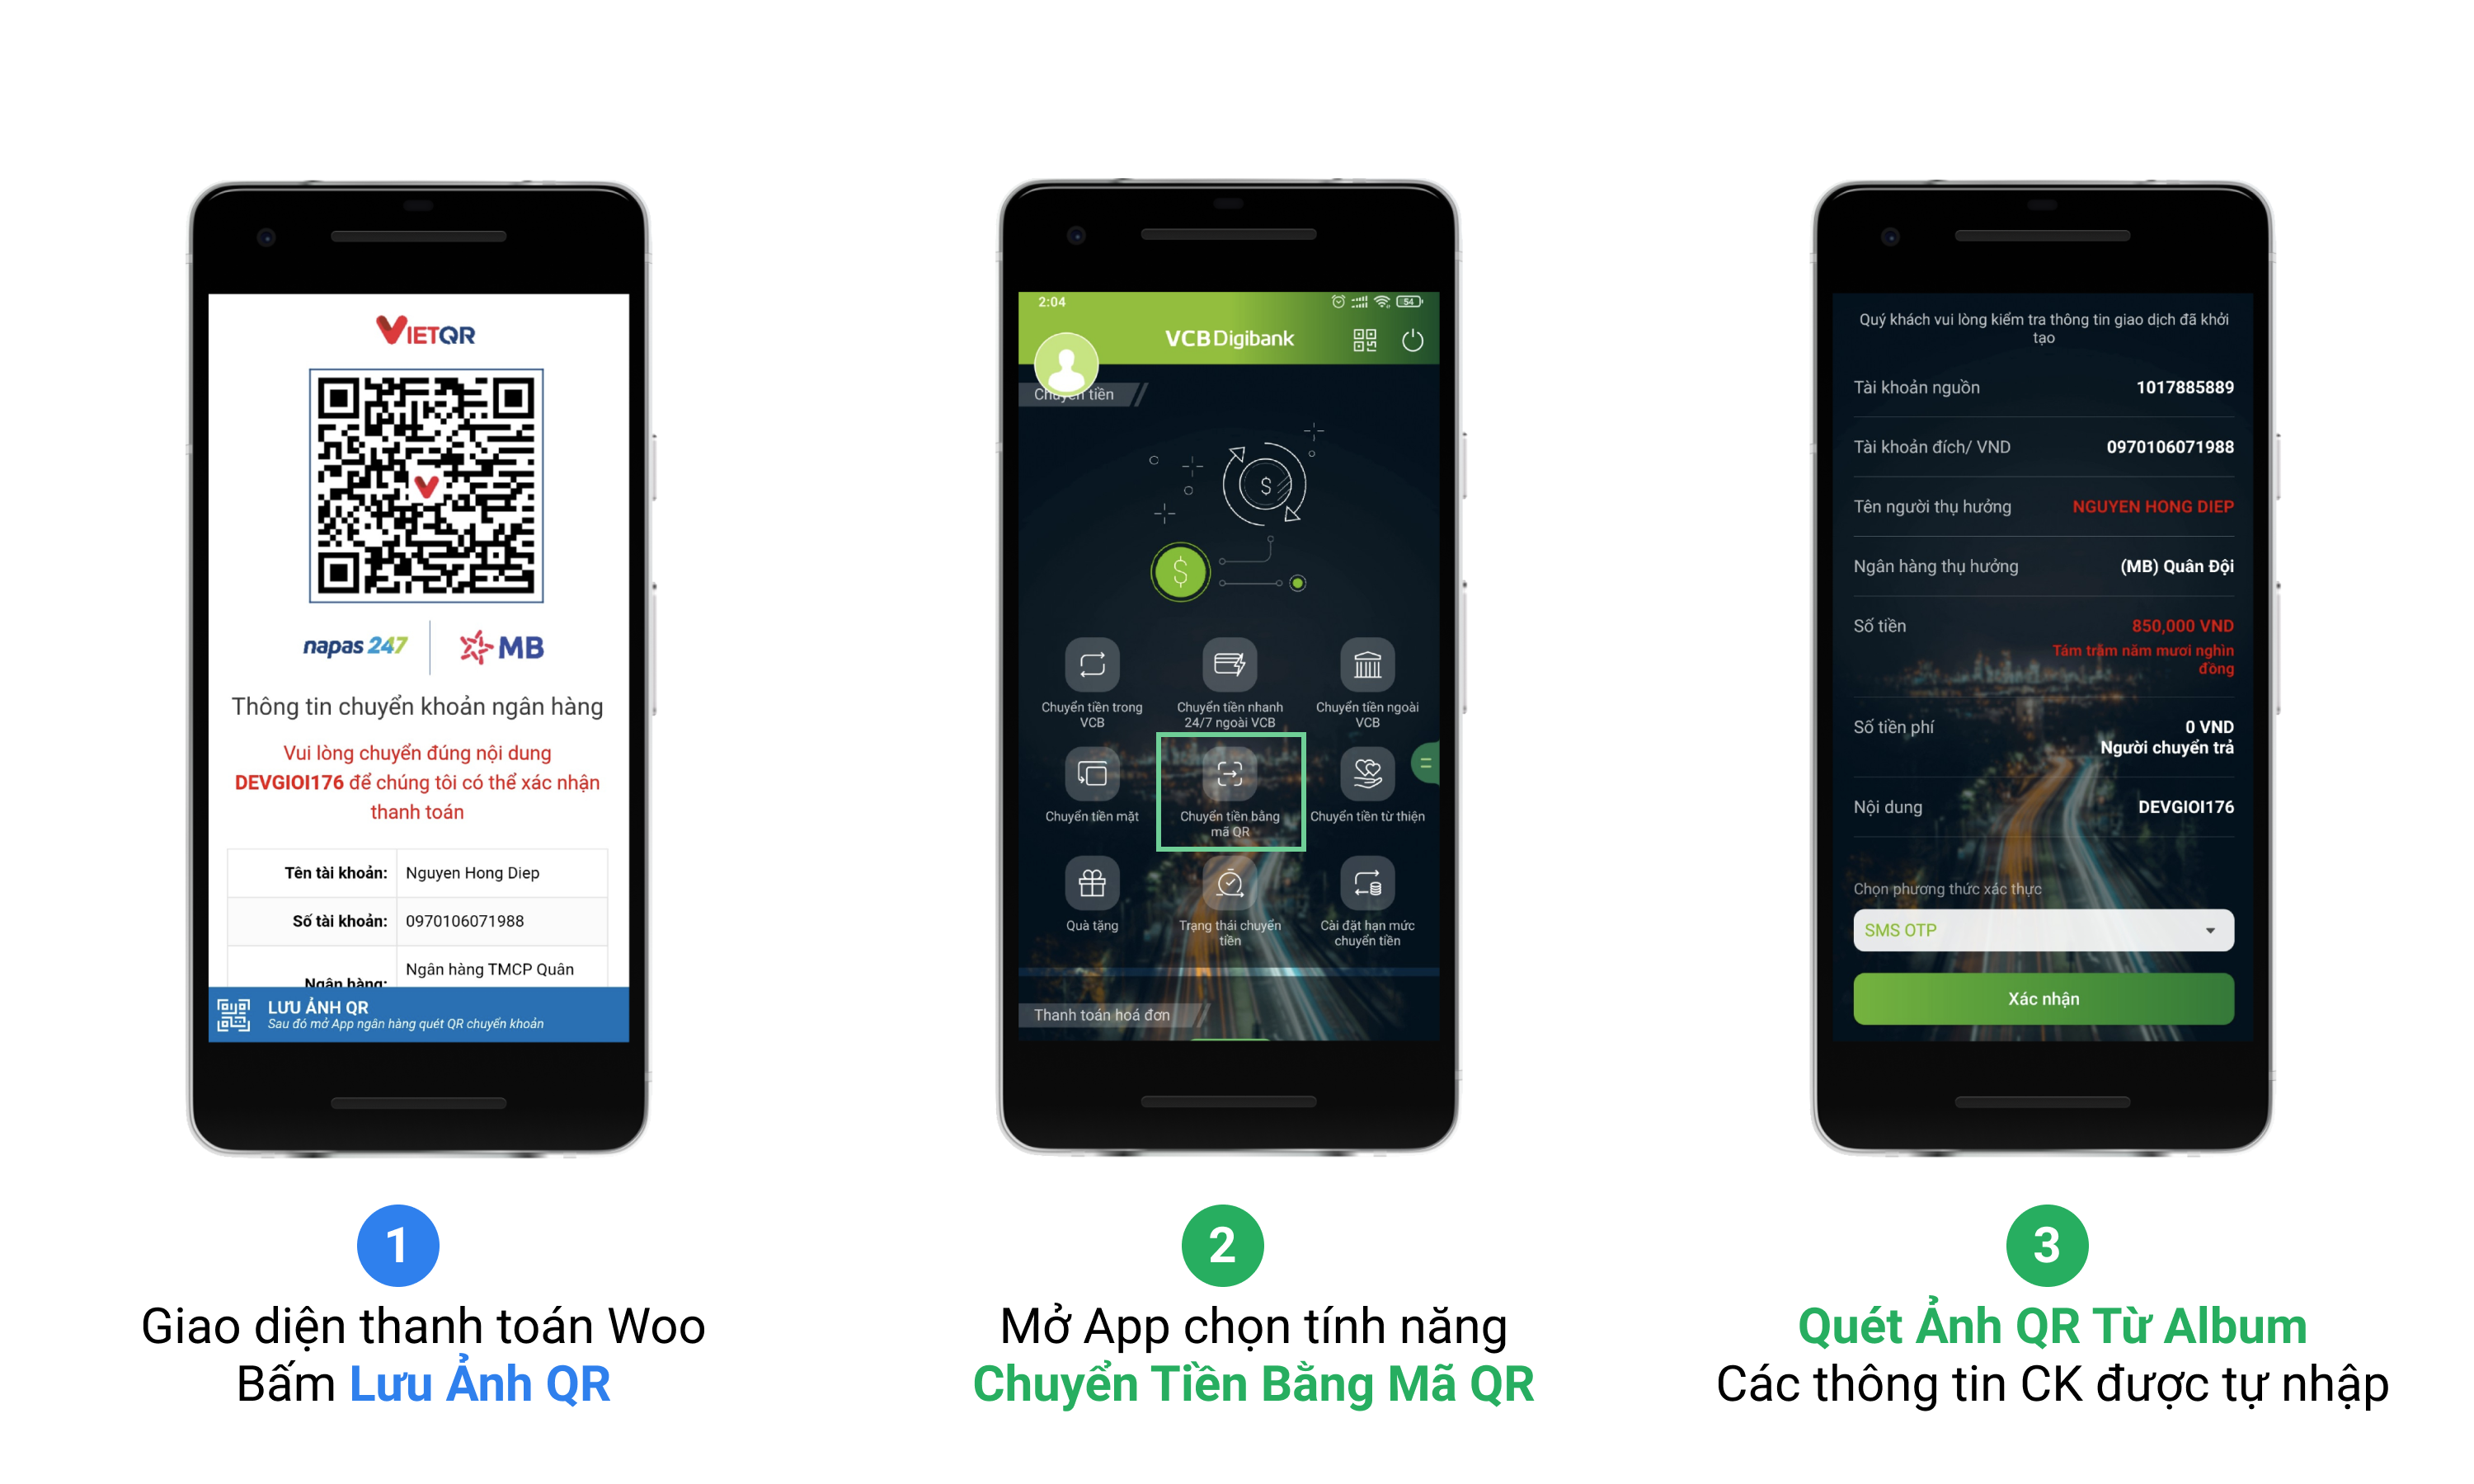 VIETQR
napas 247
MB
Thông tin chuyển khoản ngân hàng
Vui lòng chuyển đúng nội dung
DEVGIOI176 để chúng tôi có thể xác nhận
thanh toán
Tên tài khoản: Nguyen Hong Diep
Số tài khoản: 0970106071988
Ngân hàng: Ngân hàng TMCP Quân
LƯU ẢNH QR
Sau đó mở App ngân hàng quét QR chuyển khoản
1
Giao diện thanh toán Woo
Bấm Lưu Ảnh QR
2:04
54
VCB Digibank
Chuyển tiền
Chuyển tiền trong
VCB
Chuyển tiền nhanh
24/7 ngoài VCB
Chuyển tiền ngoài
VCB
Chuyển tiền mặt
Chuyển tiền bằng
mã QR
Chuyển tiền từ thiện
Quà tặng
Trạng thái chuyển
tiền
Cài đặt hạn mức
chuyển tiền
Thanh toán hoá đơn
2
Mở App chọn tính năng
Chuyển Tiền Bằng Mã QR
Quý khách vui lòng kiểm tra thông tin giao dịch đã khởi
tạo
Tài khoản nguồn 1017885889
Tài khoản đích/ VND 0970106071988
Tên người thụ hưởng NGUYEN HONG DIEP
Ngân hàng thụ hưởng (MB) Quân Đội
Số tiền 850,000 VND
Tám trăm năm mươi nghìn
đồng
Số tiền phí 0 VND
Người chuyển trả
Nội dung DEVGIOI176
Chọn phương thức xác thực
SMS OTP
Xác nhận
3
Quét Ảnh QR Từ Album
Các thông tin CK được tự nhập